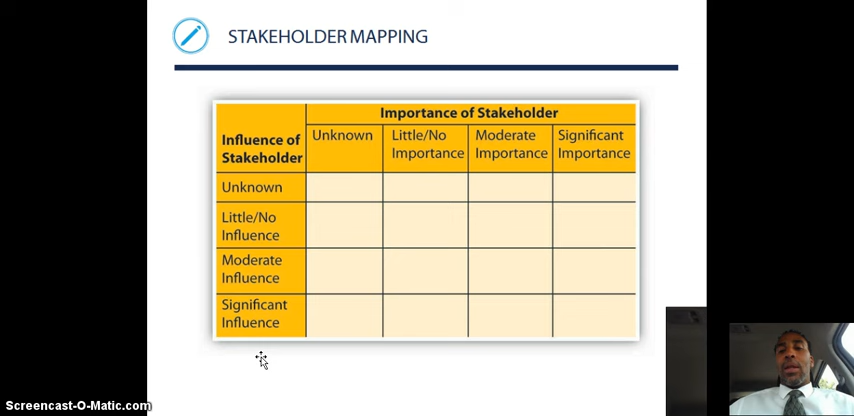 STAKEHOLDER MAPPING
Importance of Stakeholder
Influence of
Stakeholder
Unknown
Little/No
Importance
Moderate
Importance
Significant
Importance
Unknown
Little/No
Influence
Moderate
Influence
Significant
Influence
Screencast-O-Matic.com